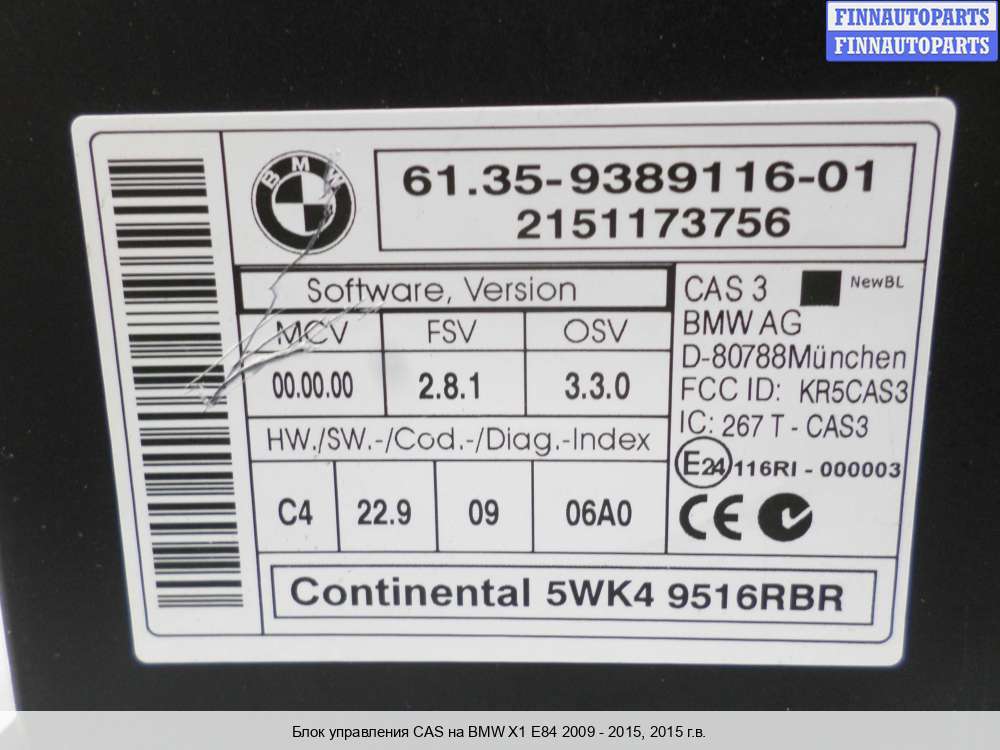 FINNAUTOPARTS
FINNAUTOPARTS
BMW
61.35-9389116-01
2151173756
Software, Version
MCV FSV OSV
00.00.00 2.8.1 3.3.0
HW./SW.-/Cod.-/Diag.-Index
C4 22.9 09 06A0
CAS 3 NewBL
BMW AG
D-80788München
FCC ID: KR5CAS3
IC: 267 T - CAS3
E24 116RI - 000003
CE
Continental 5WK4 9516RBR
Блок управления CAS на BMW X1 E84 2009 - 2015, 2015 г.в.